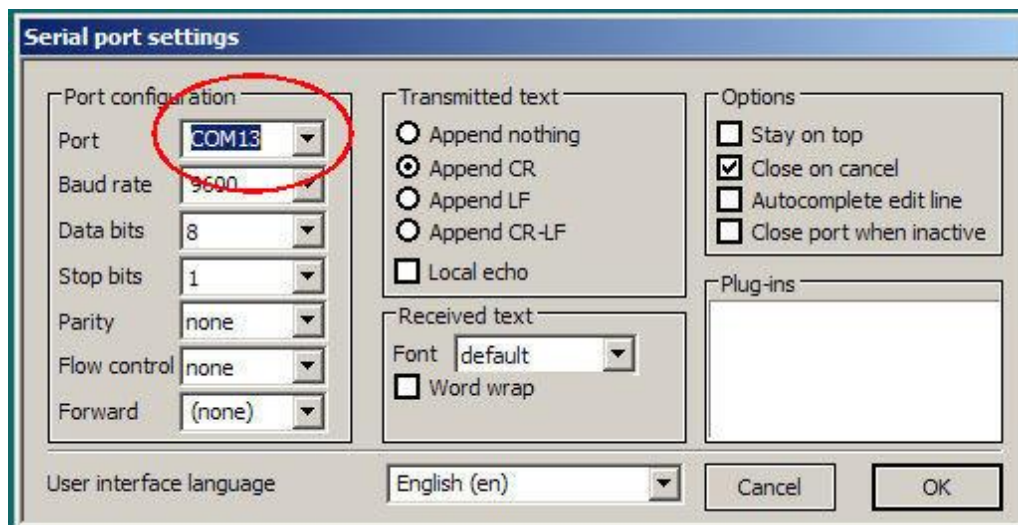 Serial port settings
Port configuration
Port COM13
Baud rate 9600
Data bits 8
Stop bits 1
Parity none
Flow control none
Forward (none)
Transmitted text
Append nothing
Append CR
Append LF
Append CR-LF
Local echo
Received text
Font default
Word wrap
Options
Stay on top
Close on cancel
Autocomplete edit line
Close port when inactive
Plug-ins
User interface language English (en)
Cancel OK